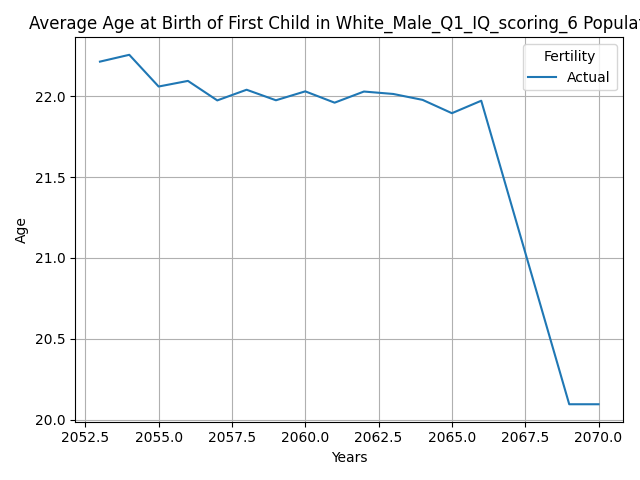 Average Age at Birth of First Child in White_Male_Q1_IQ_scoring_6 Populat
Fertility
Actual
22.0
21.5
21.0
20.5
20.0
Age
2052.5 2055.0 2057.5 2060.0 2062.5 2065.0 2067.5 2070.0
Years